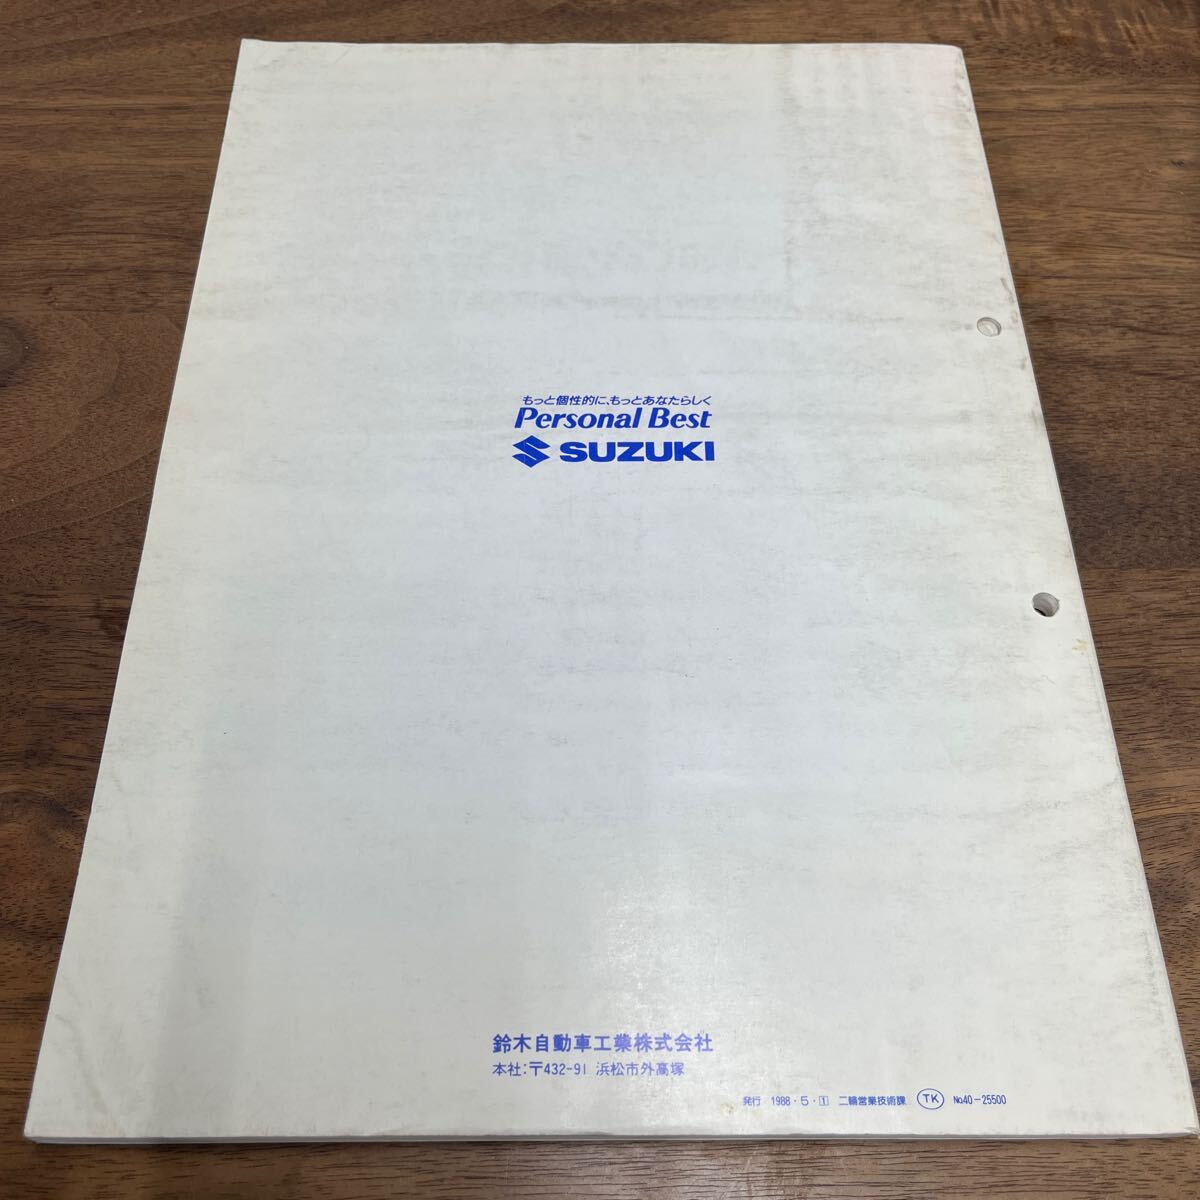 もっと個性的に、もっとあなたらしく
Personal Best
SUZUKI
鈴木自動車工業株式会社
本社:〒432-91 浜松市外高塚
発行 1988・5・1 二輪営業技術課 TK No.40-25500